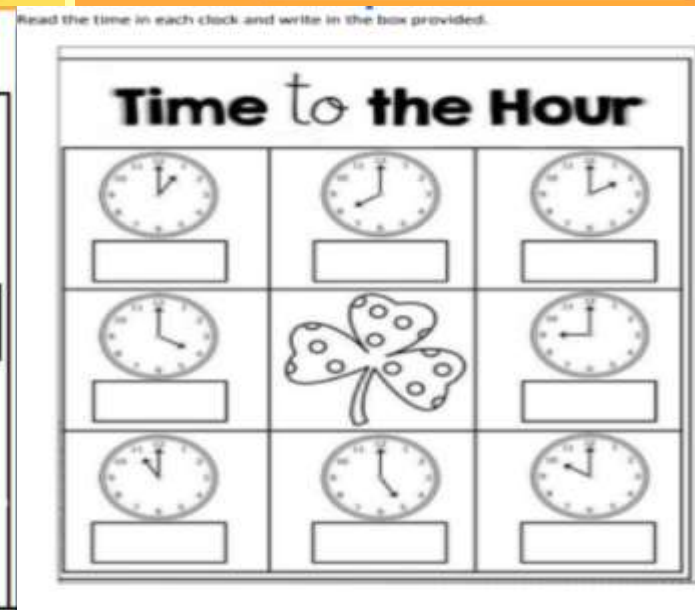 Read the time in each clock and write in the box provided.
Time to the Hour